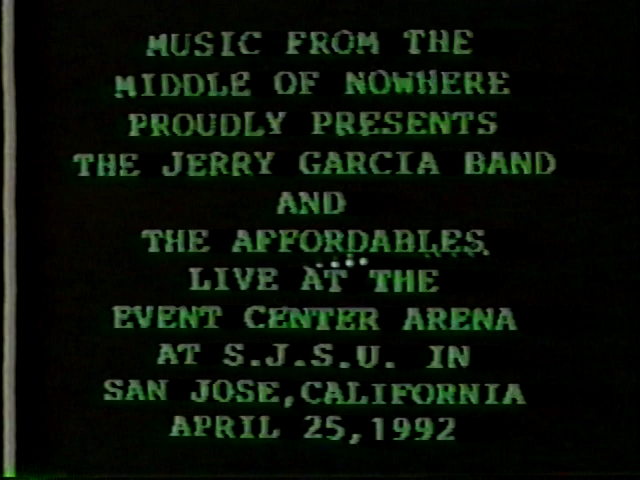 MUSIC FROM THE
MIDDLE OF NOWHERE
PROUDLY PRESENTS
THE JERRY GARCIA BAND
AND
THE AFFORDABLES
LIVE AT THE
EVENT CENTER ARENA
AT S.J.S.U. IN
SAN JOSE,CALIFORNIA
APRIL 25,1992